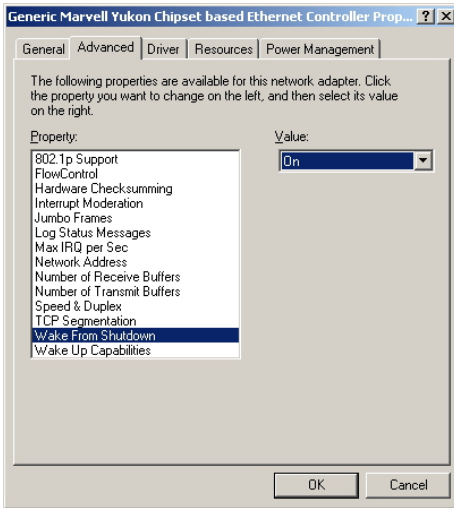 Generic Marvell Yukon Chipset based Ethernet Controller Prop...
General
Advanced
Driver
Resources
Power Management
The following properties are available for this network adapter. Click
the property you want to change on the left, and then select its value
on the right.
Property:
Value:
802.1p Support
FlowControl
Hardware Checksumming
Interrupt Moderation
Jumbo Frames
Log Status Messages
Max IRQ per Sec
Network Address
Number of Receive Buffers
Number of Transmit Buffers
Speed & Duplex
TCP Segmentation
Wake From Shutdown
Wake Up Capabilities
On
OK
Cancel